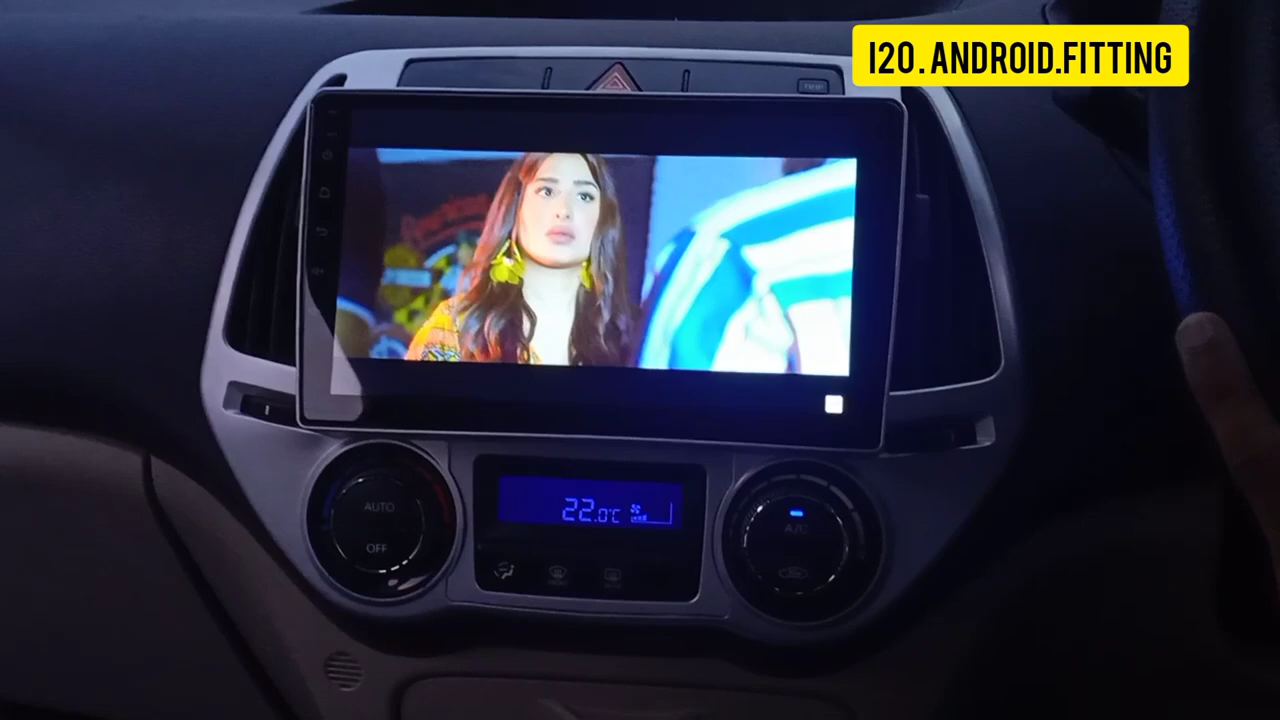 I20. ANDROID.FITTING
AUTO
OFF
22.0°C
A/C